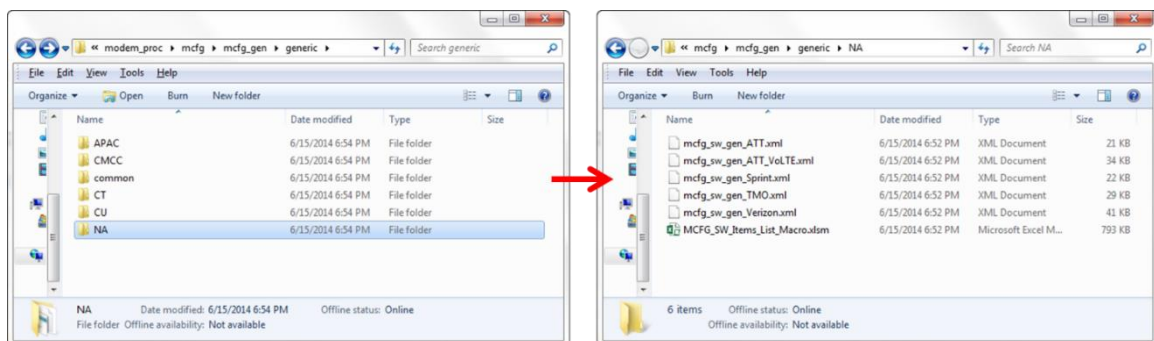 « modem_proc ▸ mcfg ▸ mcfg_gen ▸ generic ▸
Search generic
File Edit View Tools Help
Organize ▾ Open Burn New folder
Name Date modified Type Size
APAC 6/15/2014 6:54 PM File folder
CMCC 6/15/2014 6:54 PM File folder
common 6/15/2014 6:54 PM File folder
CT 6/15/2014 6:54 PM File folder
CU 6/15/2014 6:54 PM File folder
NA 6/15/2014 6:54 PM File folder
NA Date modified: 6/15/2014 6:54 PM Offline status: Online
File folder Offline availability: Not available
« mcfg ▸ mcfg_gen ▸ generic ▸ NA
Search NA
File Edit View Tools Help
Organize ▾ Burn New folder
Name Date modified Type Size
mcfg_sw_gen_ATT.xml 6/15/2014 6:52 PM XML Document 21 KB
mcfg_sw_gen_ATT_VoLTE.xml 6/15/2014 6:52 PM XML Document 34 KB
mcfg_sw_gen_Sprint.xml 6/15/2014 6:52 PM XML Document 22 KB
mcfg_sw_gen_TMO.xml 6/15/2014 6:52 PM XML Document 29 KB
mcfg_sw_gen_Verizon.xml 6/15/2014 6:52 PM XML Document 41 KB
MCFG_SW_Items_List_Macro.xlsm 6/15/2014 6:52 PM Microsoft Excel M... 793 KB
6 items Offline status: Online
Offline availability: Not available